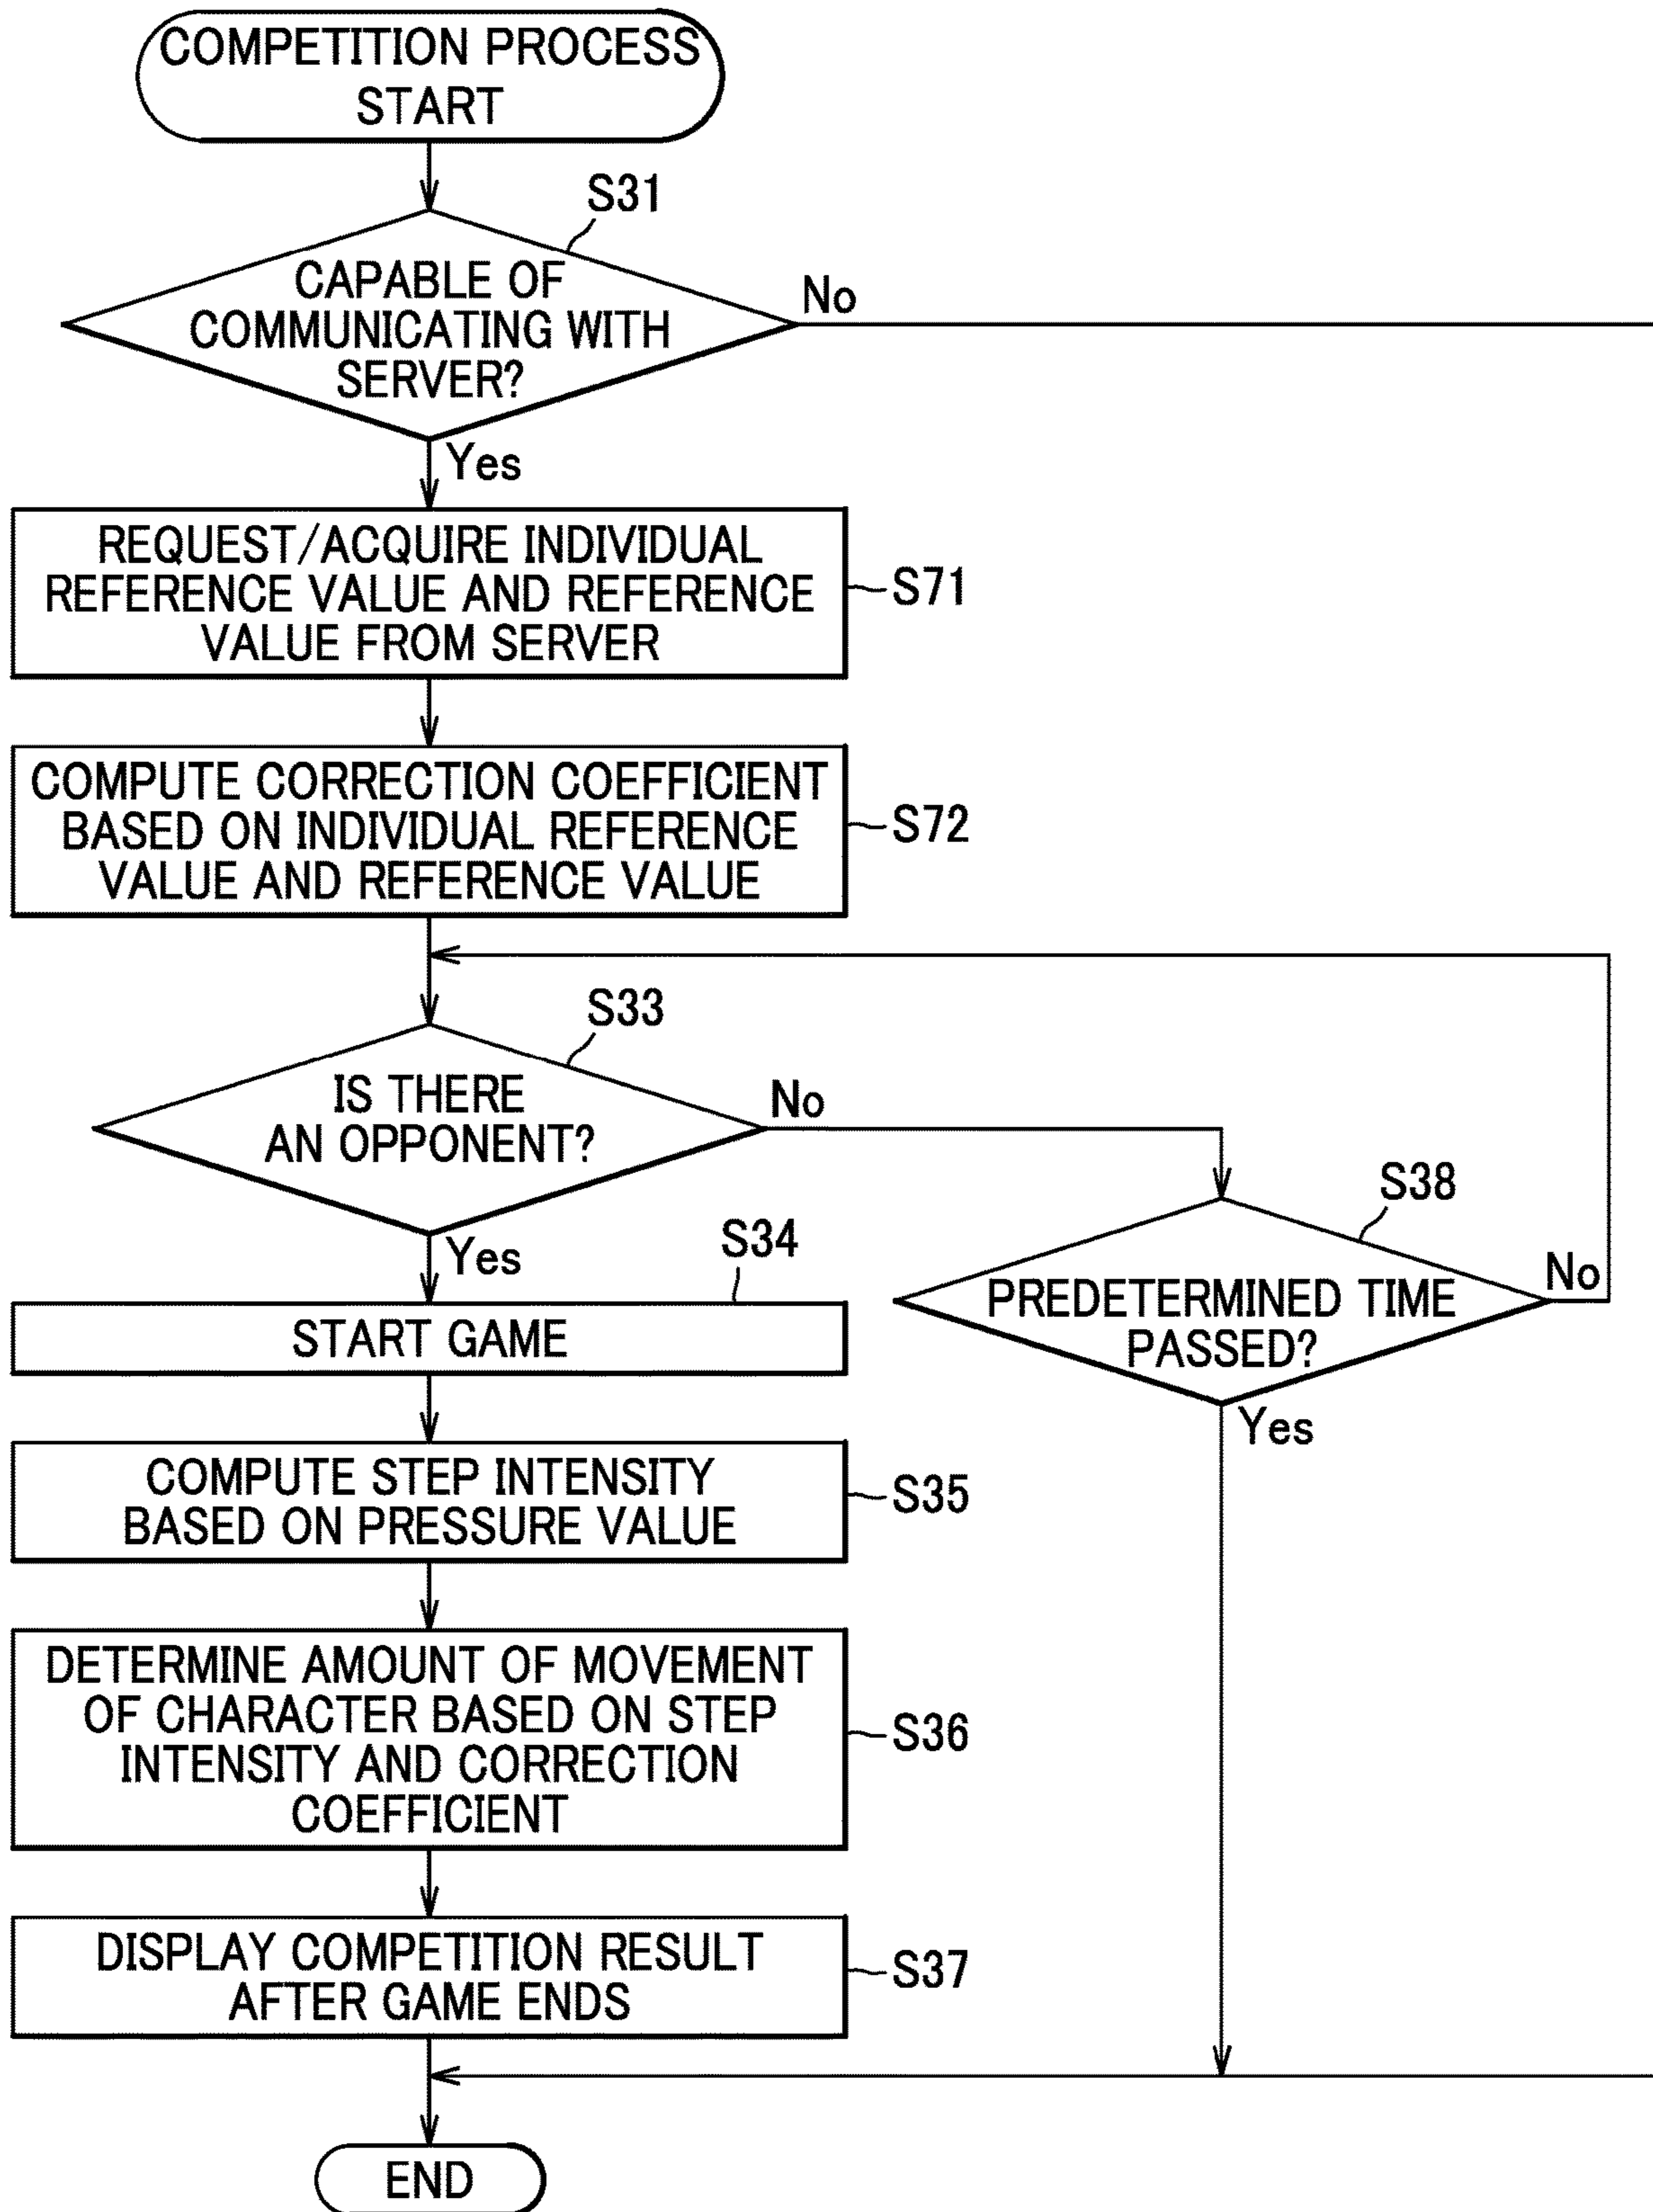 COMPETITION PROCESS
START
S31
CAPABLE OF
COMMUNICATING WITH
SERVER?
No
Yes
REQUEST/ACQUIRE INDIVIDUAL
REFERENCE VALUE AND REFERENCE
VALUE FROM SERVER
S71
COMPUTE CORRECTION COEFFICIENT
BASED ON INDIVIDUAL REFERENCE
VALUE AND REFERENCE VALUE
S72
S33
IS THERE
AN OPPONENT?
No
Yes
S38
PREDETERMINED TIME
PASSED?
No
Yes
S34
START GAME
COMPUTE STEP INTENSITY
BASED ON PRESSURE VALUE
S35
DETERMINE AMOUNT OF MOVEMENT
OF CHARACTER BASED ON STEP
INTENSITY AND CORRECTION
COEFFICIENT
S36
DISPLAY COMPETITION RESULT
AFTER GAME ENDS
S37
END